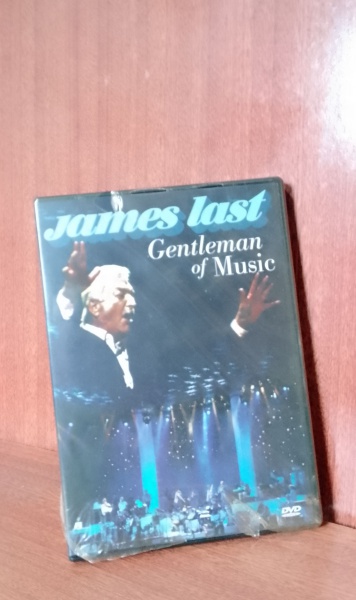 james last
Gentleman
of Music
DVD